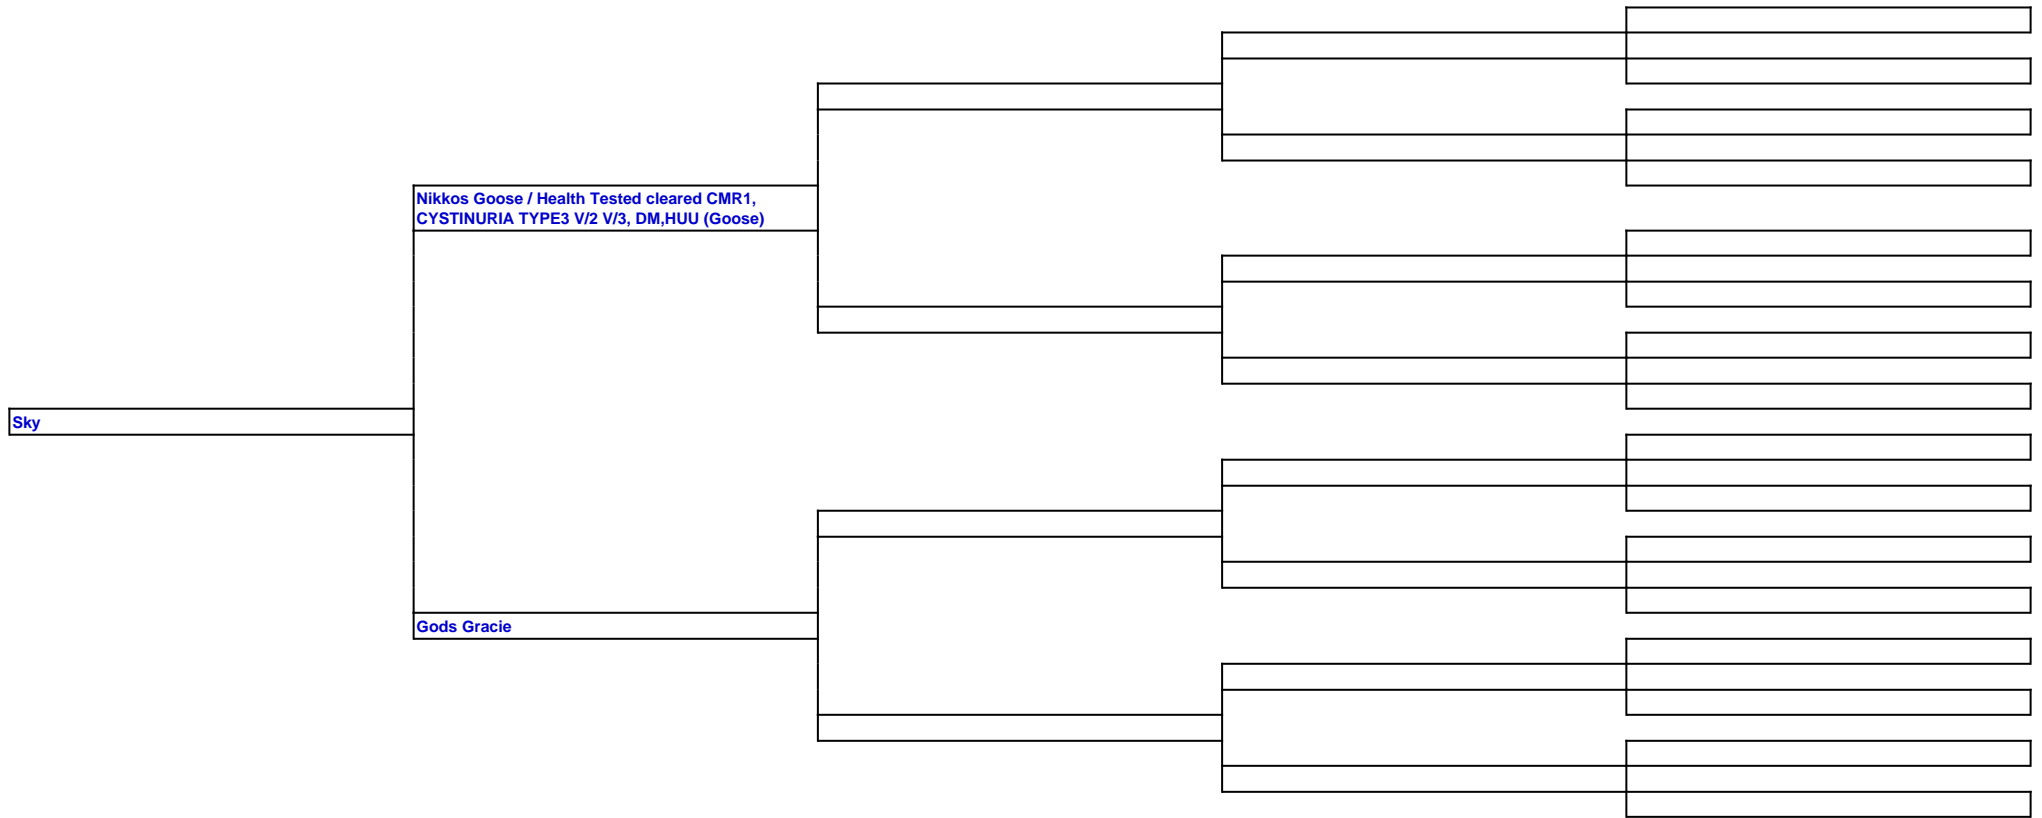 Nikkos Goose / Health Tested cleared CMR1,
CYSTINURIA TYPE3 V/2 V/3, DM,HUU (Goose)
Sky
Gods Gracie